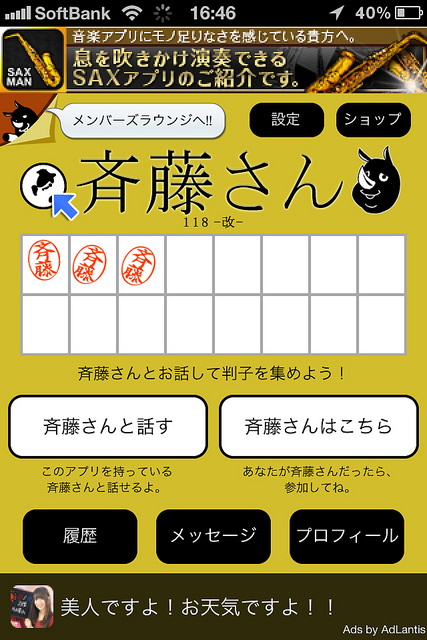 SoftBank 16:46 40%
音楽アプリにモノ足りなさを感じている貴方へ。
息を吹きかけ演奏できる
SAXアプリのご紹介です。
SAX
MAN
メンバーズラウンジへ!!
設定
ショップ
斉藤さん
118 -改-
斉藤
斉藤
斉藤
斉藤さんとお話して判子を集めよう！
斉藤さんと話す
斉藤さんはこちら
このアプリを持っている
斉藤さんと話せるよ。
あなたが斉藤さんだったら、
参加してね。
履歴
メッセージ
プロフィール
美人ですよ！お天気ですよ！！
Ads by AdLantis